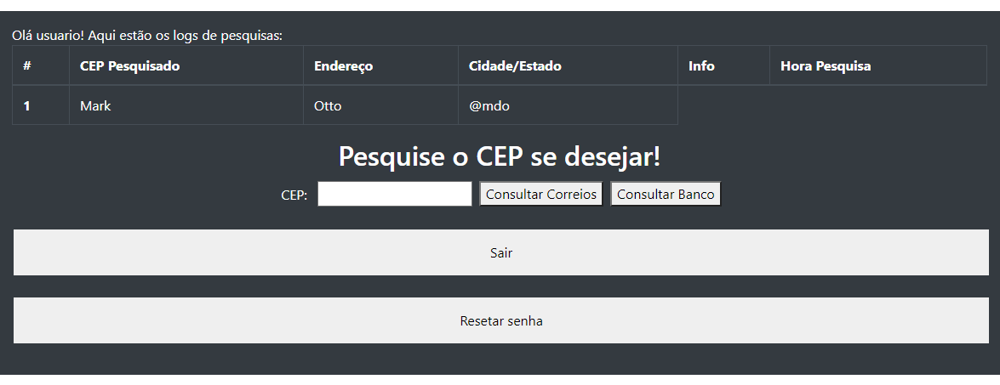 Olá usuario! Aqui estão os logs de pesquisas:
# CEP Pesquisado Endereço Cidade/Estado Info Hora Pesquisa
1 Mark Otto @mdo
Pesquise o CEP se desejar!
CEP: Consultar Correios Consultar Banco
Sair
Resetar senha